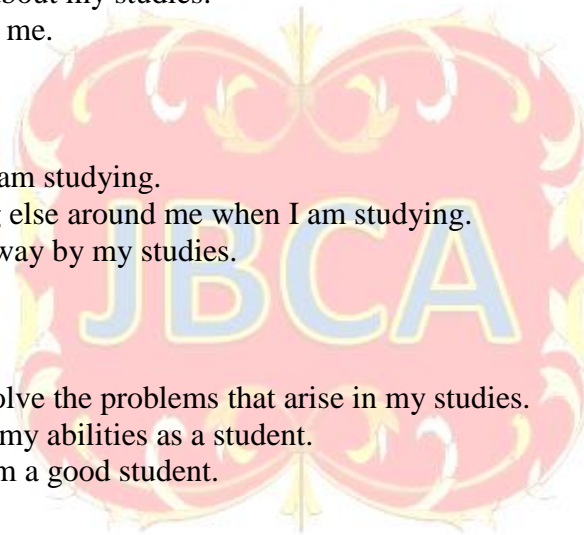 about my studies.
me.
am studying.
else around me when I am studying.
way by my studies.
JBCA
olve the problems that arise in my studies.
my abilities as a student.
a good student.